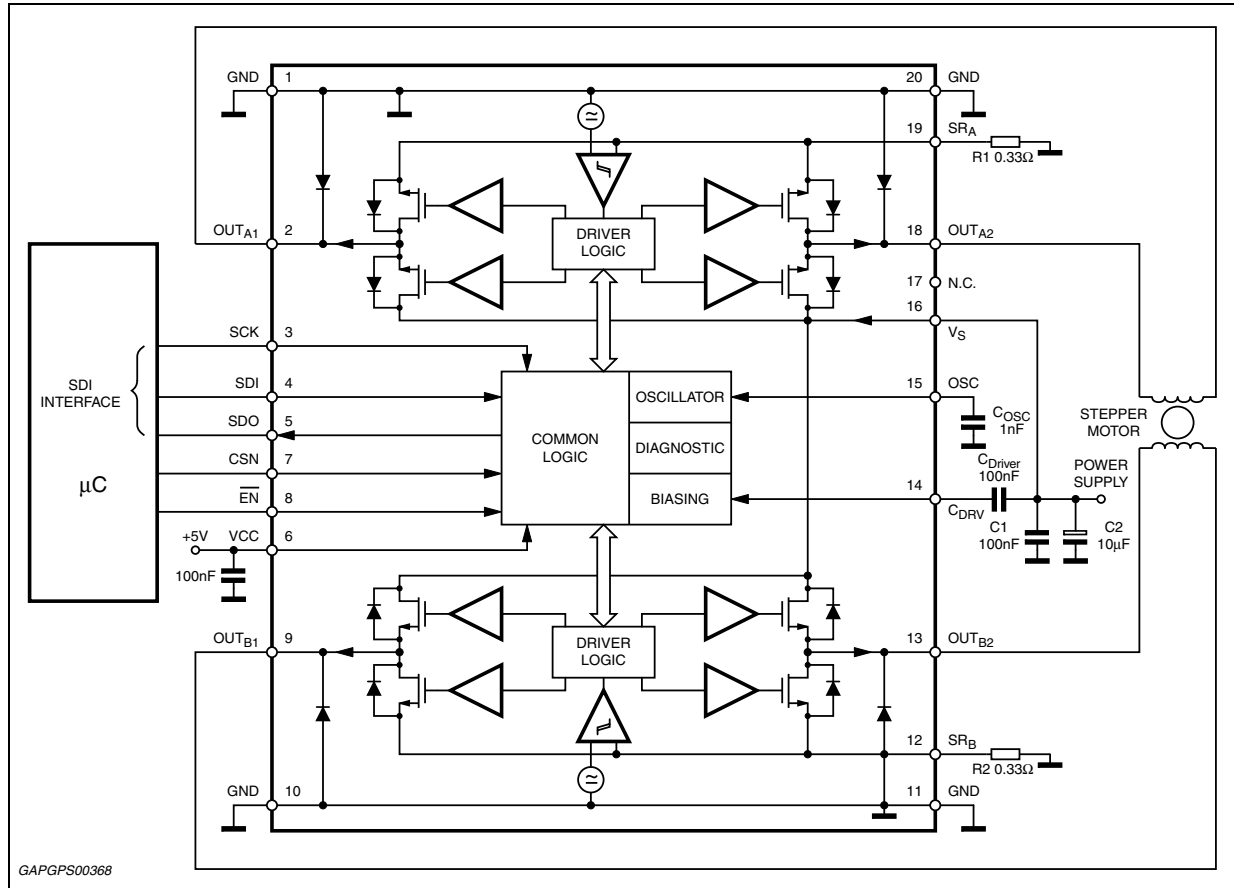 GND 1
20 GND
19 SRA
R1 0.33Ω
OUTA1 2
DRIVER
LOGIC
18 OUTA2
17 N.C.
16
VS
SCK 3
SDI
INTERFACE
SDI 4
SDO 5
CSN 7
µC
EN 8
+5V VCC 6
100nF
COMMON
LOGIC
OSCILLATOR
DIAGNOSTIC
BIASING
15 OSC
COSC
1nF
STEPPER
MOTOR
CDriver
100nF
POWER
SUPPLY
14
CDRV
C1
100nF
C2
10µF
OUTB1 9
DRIVER
LOGIC
13 OUTB2
12 SRB
R2 0.33Ω
GND 10
11 GND
GAPGPS00368